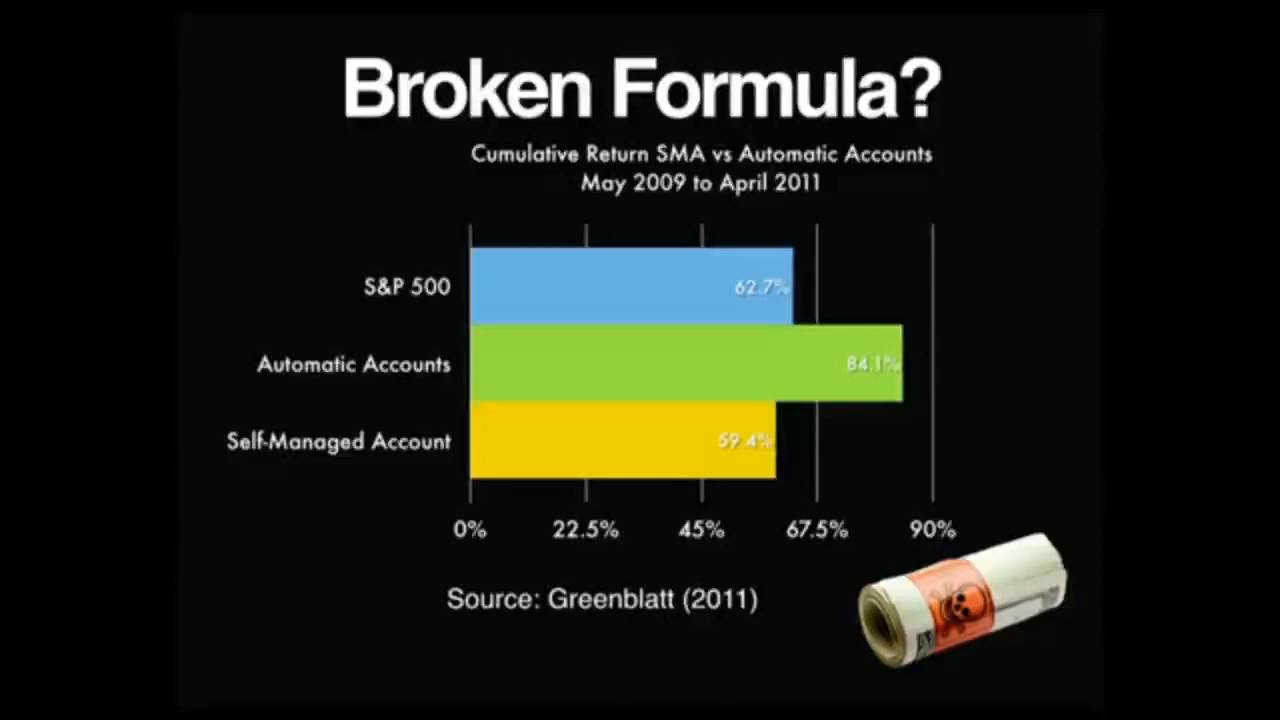 Broken Formula?
Cumulative Return SMA vs Automatic Accounts
May 2009 to April 2011
S&P 500
62.7%
Automatic Accounts
84.1%
Self-Managed Account
59.4%
0% 22.5% 45% 67.5% 90%
Source: Greenblatt (2011)